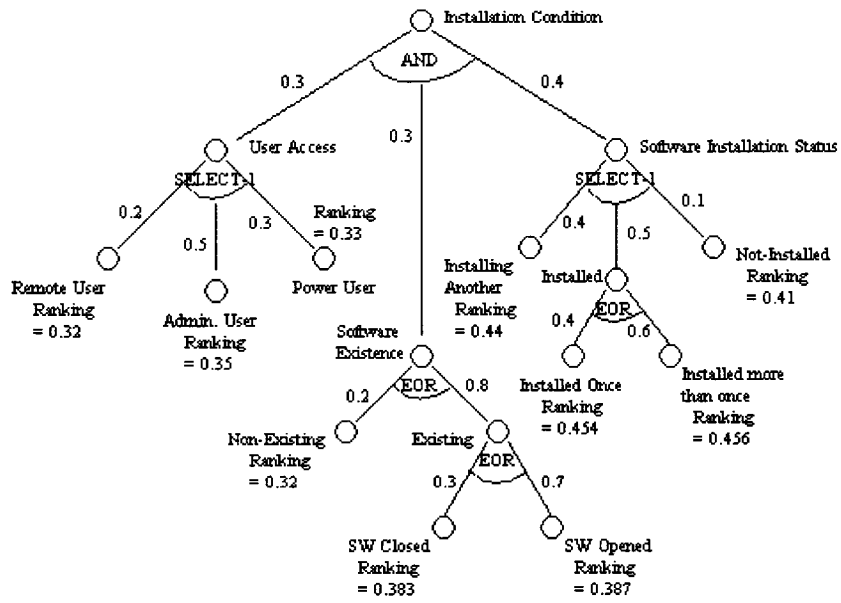 Installation Condition
AND
0.3
0.4
0.3
User Access
Software Installation Status
SELECT-1
SELECT-1
0.2
0.5
0.3
Ranking
= 0.33
0.4
0.5
0.1
Remote User
Ranking
= 0.32
Admin. User
Ranking
= 0.35
Power User
Installing
Another
Ranking
= 0.44
Installed
Not-Installed
Ranking
= 0.41
EOR
0.4
0.6
Software
Existence
EOR
0.2
0.8
Installed Once
Ranking
= 0.454
Installed more
than once
Ranking
= 0.456
Non-Existing
Ranking
= 0.32
Existing
EOR
0.3
0.7
SW Closed
Ranking
= 0.383
SW Opened
Ranking
= 0.387